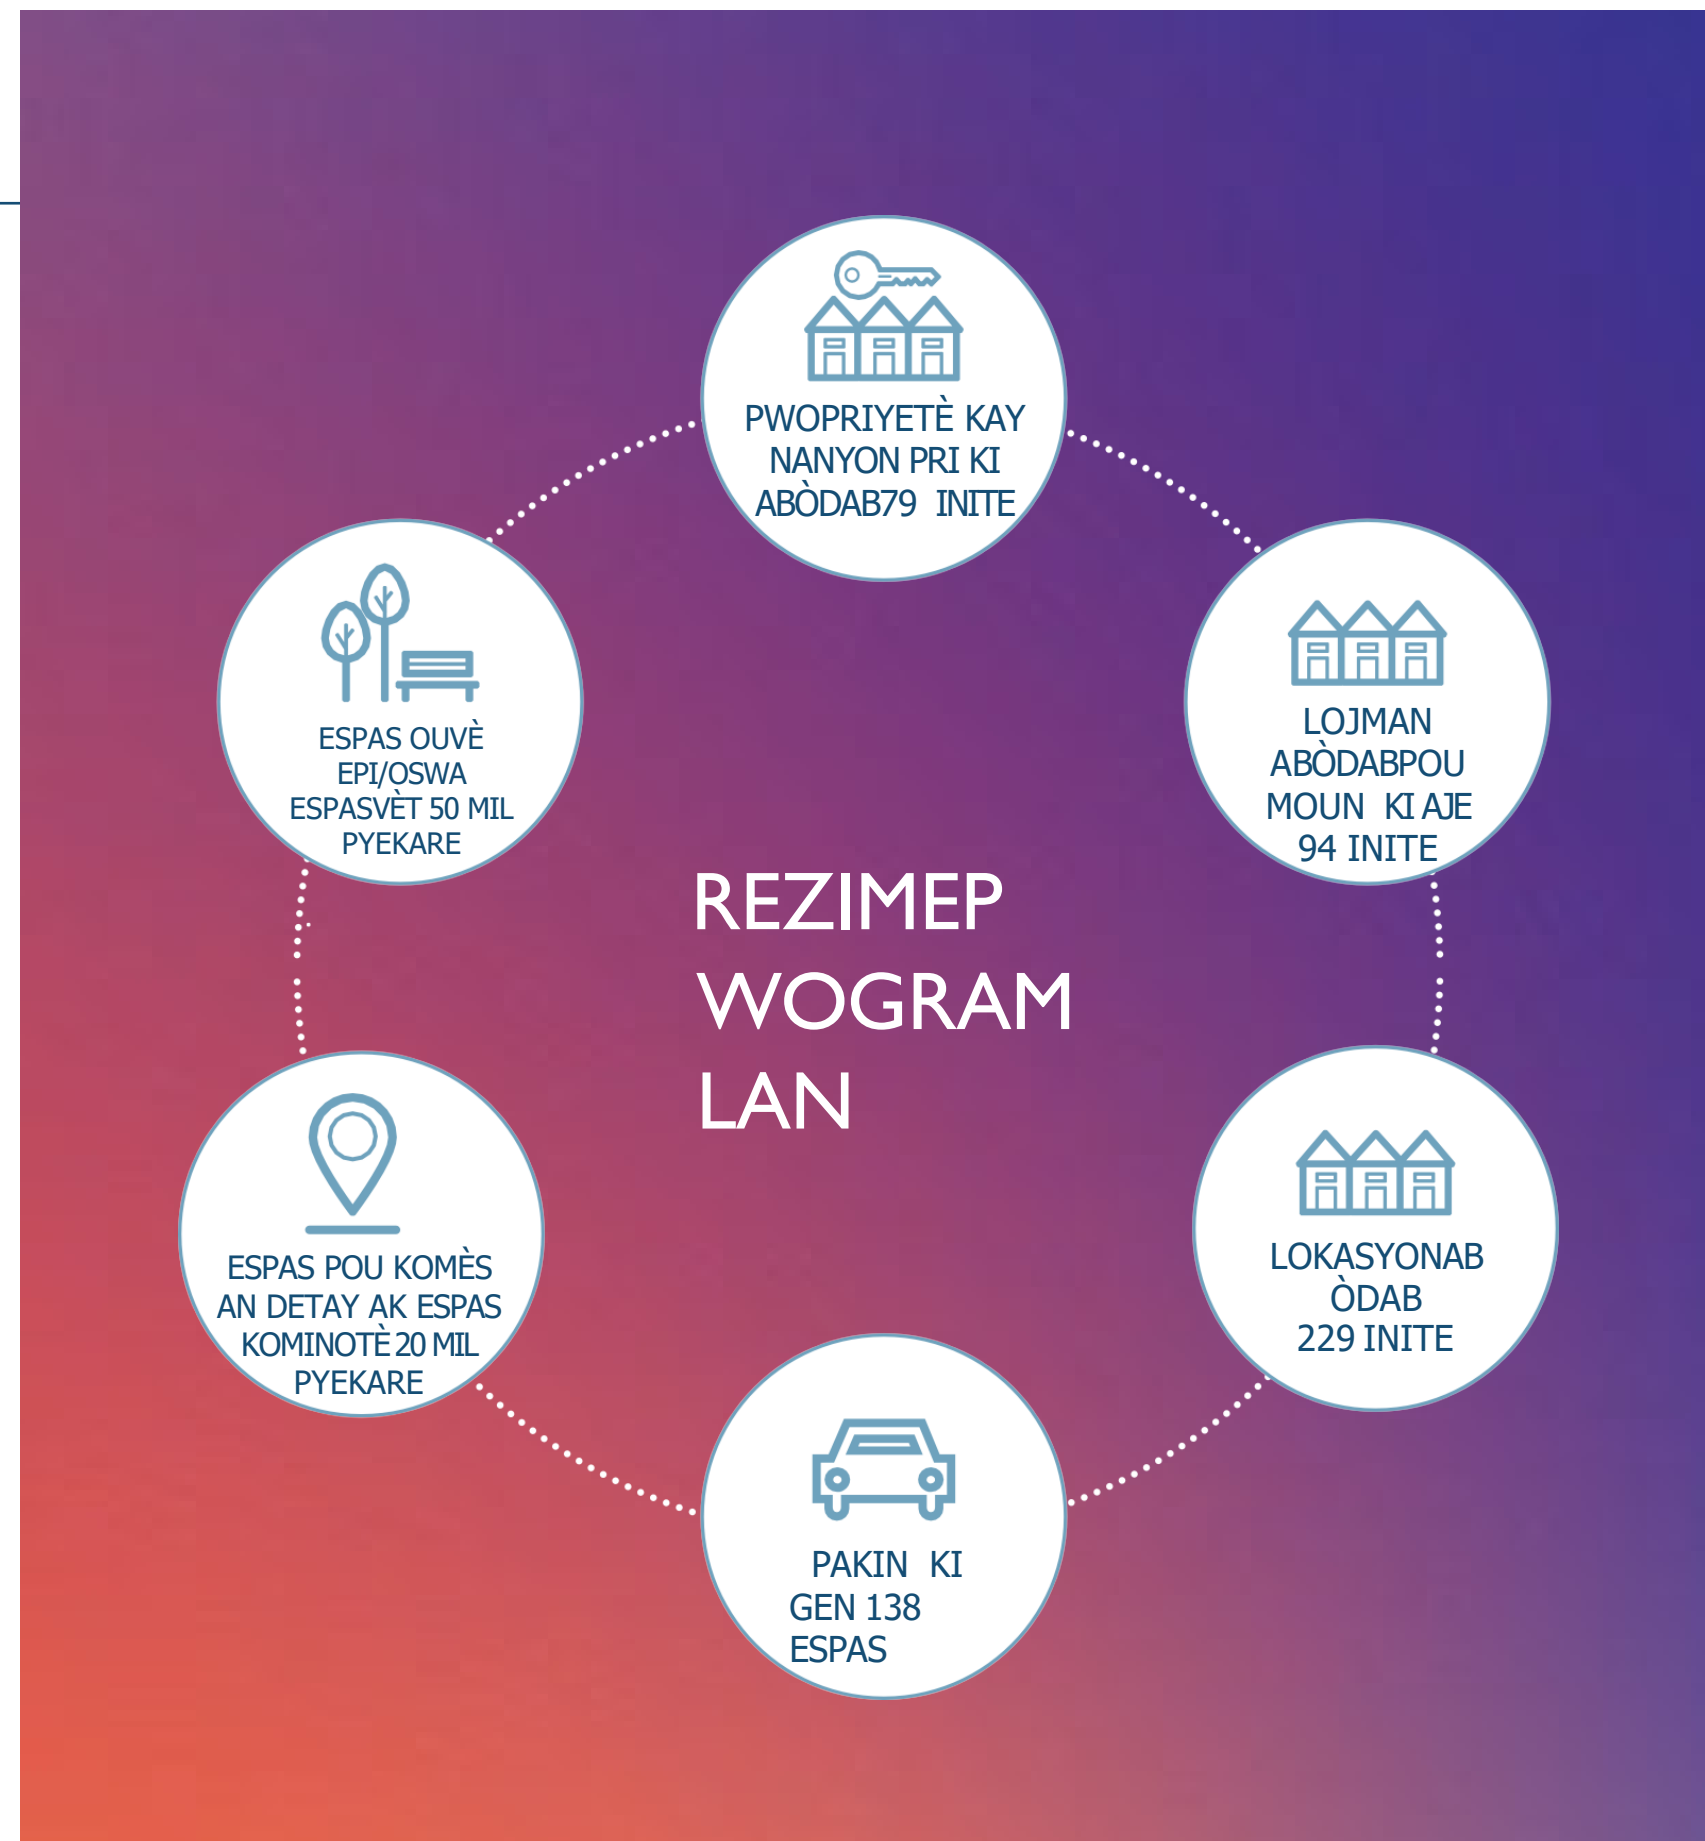 PWOPRIYETÈ KAY
NANYON PRI KI
ABÒDAB79 INITE
ESPAS OUVÈ
EPI/OSWA
ESPASVÈT 50 MIL
PYEKARE
LOJMAN
ABÒDABPOU
MOUN KI AJE
94 INITE
REZIMEP
WOGRAM
LAN
ESPAS POU KOMÈS
AN DETAY AK ESPAS
KOMINOTÈ 20 MIL
PYEKARE
LOKASYONAB
ÒDAB
229 INITE
PAKIN KI
GEN 138
ESPAS